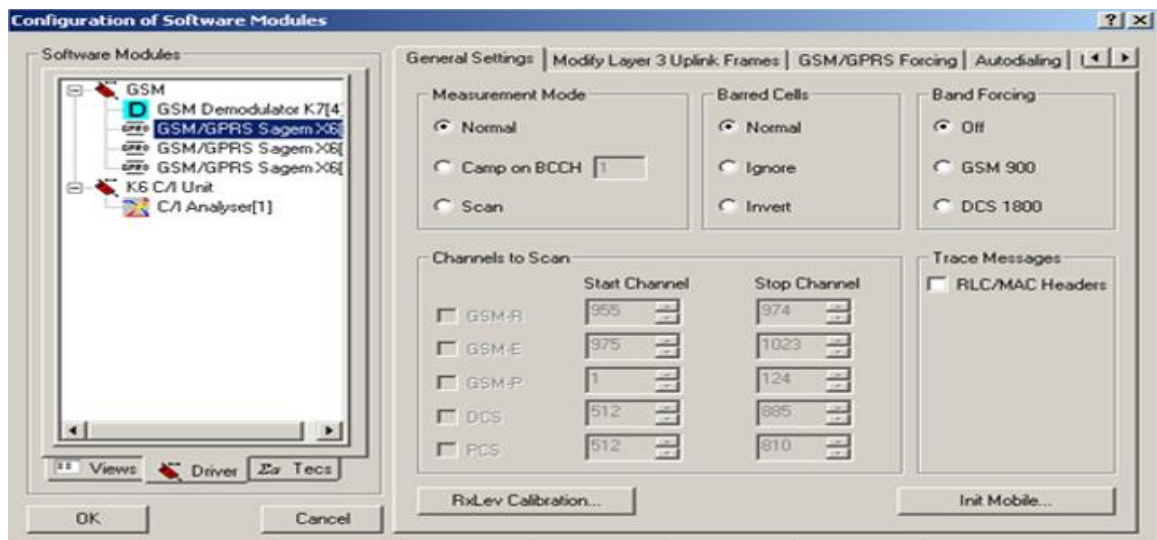 Configuration of Software Modules
Software Modules
GSM
D GSM Demodulator K7[4]
GPRS GSM/GPRS Sagem X6[
GPRS GSM/GPRS Sagem X6[
GPRS GSM/GPRS Sagem X6[
K6 C/I Unit
C/I Analyser[1]
Views Driver Σα Tecs
OK Cancel
General Settings Modify Layer 3 Uplink Frames GSM/GPRS Forcing Autodialing
Measurement Mode
Normal
Camp on BCCH 1
Scan
Barred Cells
Normal
Ignore
Invert
Band Forcing
Off
GSM 900
DCS 1800
Channels to Scan
Start Channel Stop Channel
GSM-R 955 974
GSM-E 975 1023
GSM-P 1 124
DCS 512 885
PCS 512 810
Trace Messages
RLC/MAC Headers
RxLev Calibration... Init Mobile...